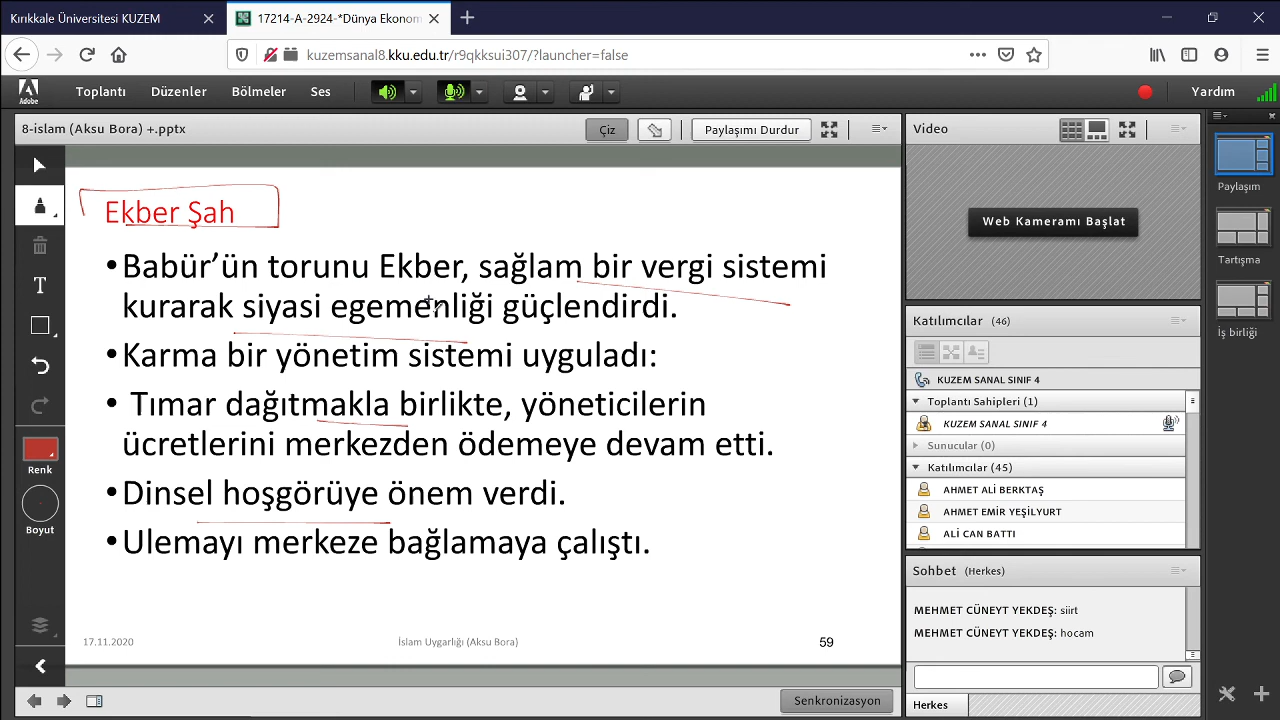 Kırıkkale Üniversitesi KUZEM
17214-A-2924-*Dünya Ekonom
kuzemsanal8.kku.edu.tr/r9qkksui307/?launcher=false
Adobe
Toplantı
Düzenler
Bölmeler
Ses
Yardım
8-islam (Aksu Bora) +.pptx
Çiz
Paylaşımı Durdur
Ekber Şah
•Babür’ün torunu Ekber, sağlam bir vergi sistemi
kurarak siyasi egemenliği güçlendirdi.
•Karma bir yönetim sistemi uyguladı:
• Tımar dağıtmakla birlikte, yöneticilerin
ücretlerini merkezden ödemeye devam etti.
•Dinsel hoşgörüye önem verdi.
•Ulemayı merkeze bağlamaya çalıştı.
17.11.2020
İslam Uygarlığı (Aksu Bora)
59
T
Renk
Boyut
Senkronizasyon
Video
Web Kameramı Başlat
Katılımcılar (46)
KUZEM SANAL SINIF 4
Toplantı Sahipleri (1)
KUZEM SANAL SINIF 4
Sunucular (0)
Katılımcılar (45)
AHMET ALİ BERKTAŞ
AHMET EMİR YEŞİLYURT
ALİ CAN BATTI
Sohbet (Herkes)
MEHMET CÜNEYT YEKDEŞ: siirt
MEHMET CÜNEYT YEKDEŞ: hocam
Herkes
Paylaşım
Tartışma
İş birliği